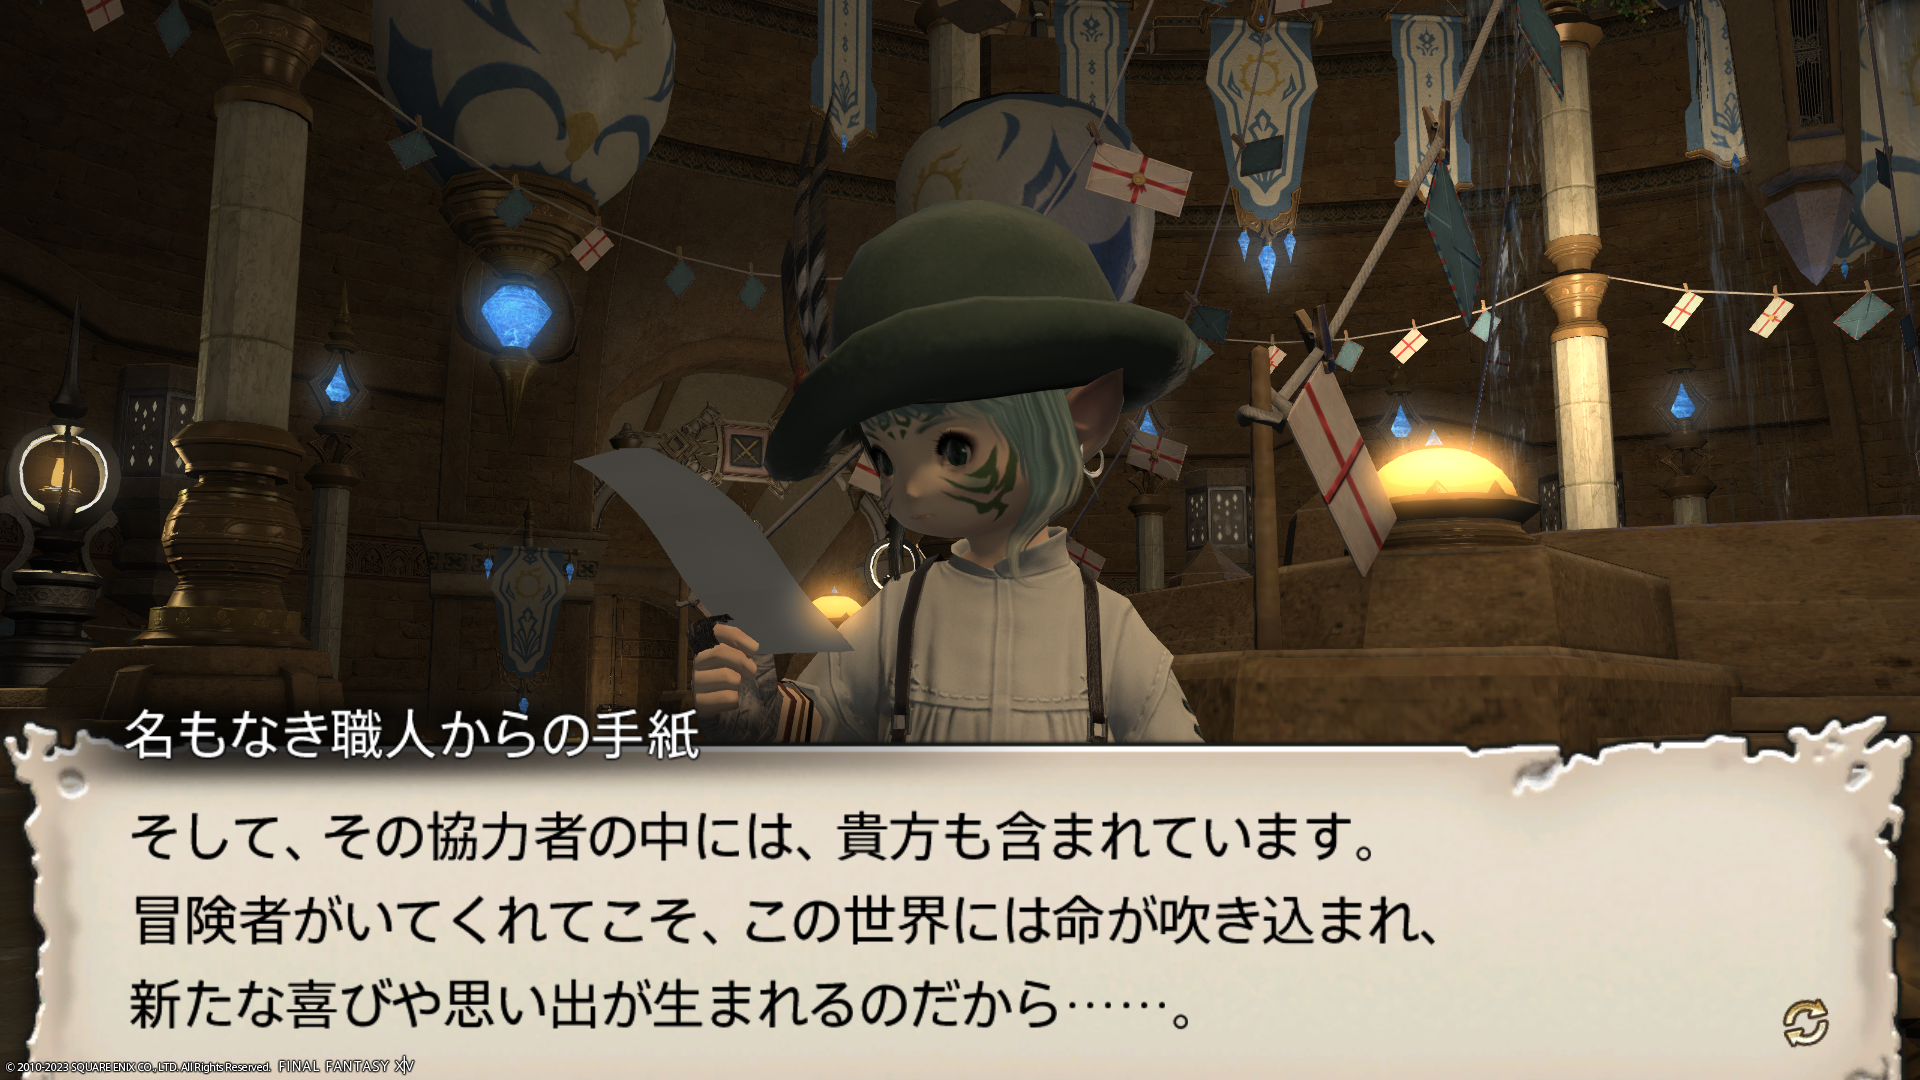 名もなき職人からの手紙
そして、その協力者の中には、貴方も含まれています。
冒険者がいてくれてこそ、この世界には命が吹き込まれ、
新たな喜びや思い出が生まれるのだから……。
© 2010-2023 SQUARE ENIX CO., LTD. All Rights Reserved. FINAL FANTASY XIV